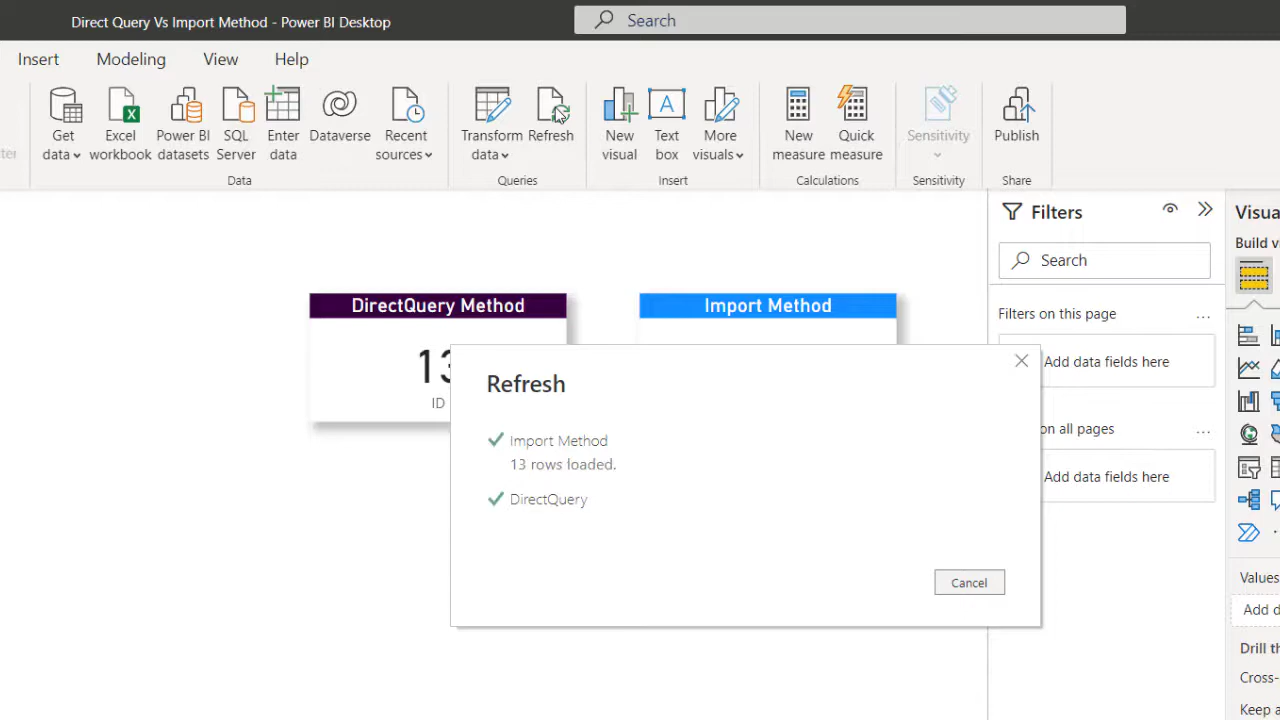 Direct Query Vs Import Method - Power BI Desktop
Search
Insert
Modeling
View
Help
Get
data
Excel
workbook
Power BI
datasets
SQL
Server
Enter
data
Dataverse
Recent
sources
Transform
data
Refresh
New
visual
Text
box
More
visuals
New
measure
Quick
measure
Sensitivity
Publish
Data
Queries
Insert
Calculations
Sensitivity
Share
DirectQuery Method
13
ID
Import Method
Refresh
Import Method
13 rows loaded.
DirectQuery
Cancel
Filters
Search
Filters on this page
...
Add data fields here
on all pages
...
Add data fields here
Visua
Build v
Values
Add d
Drill th
Cross-
Keep a